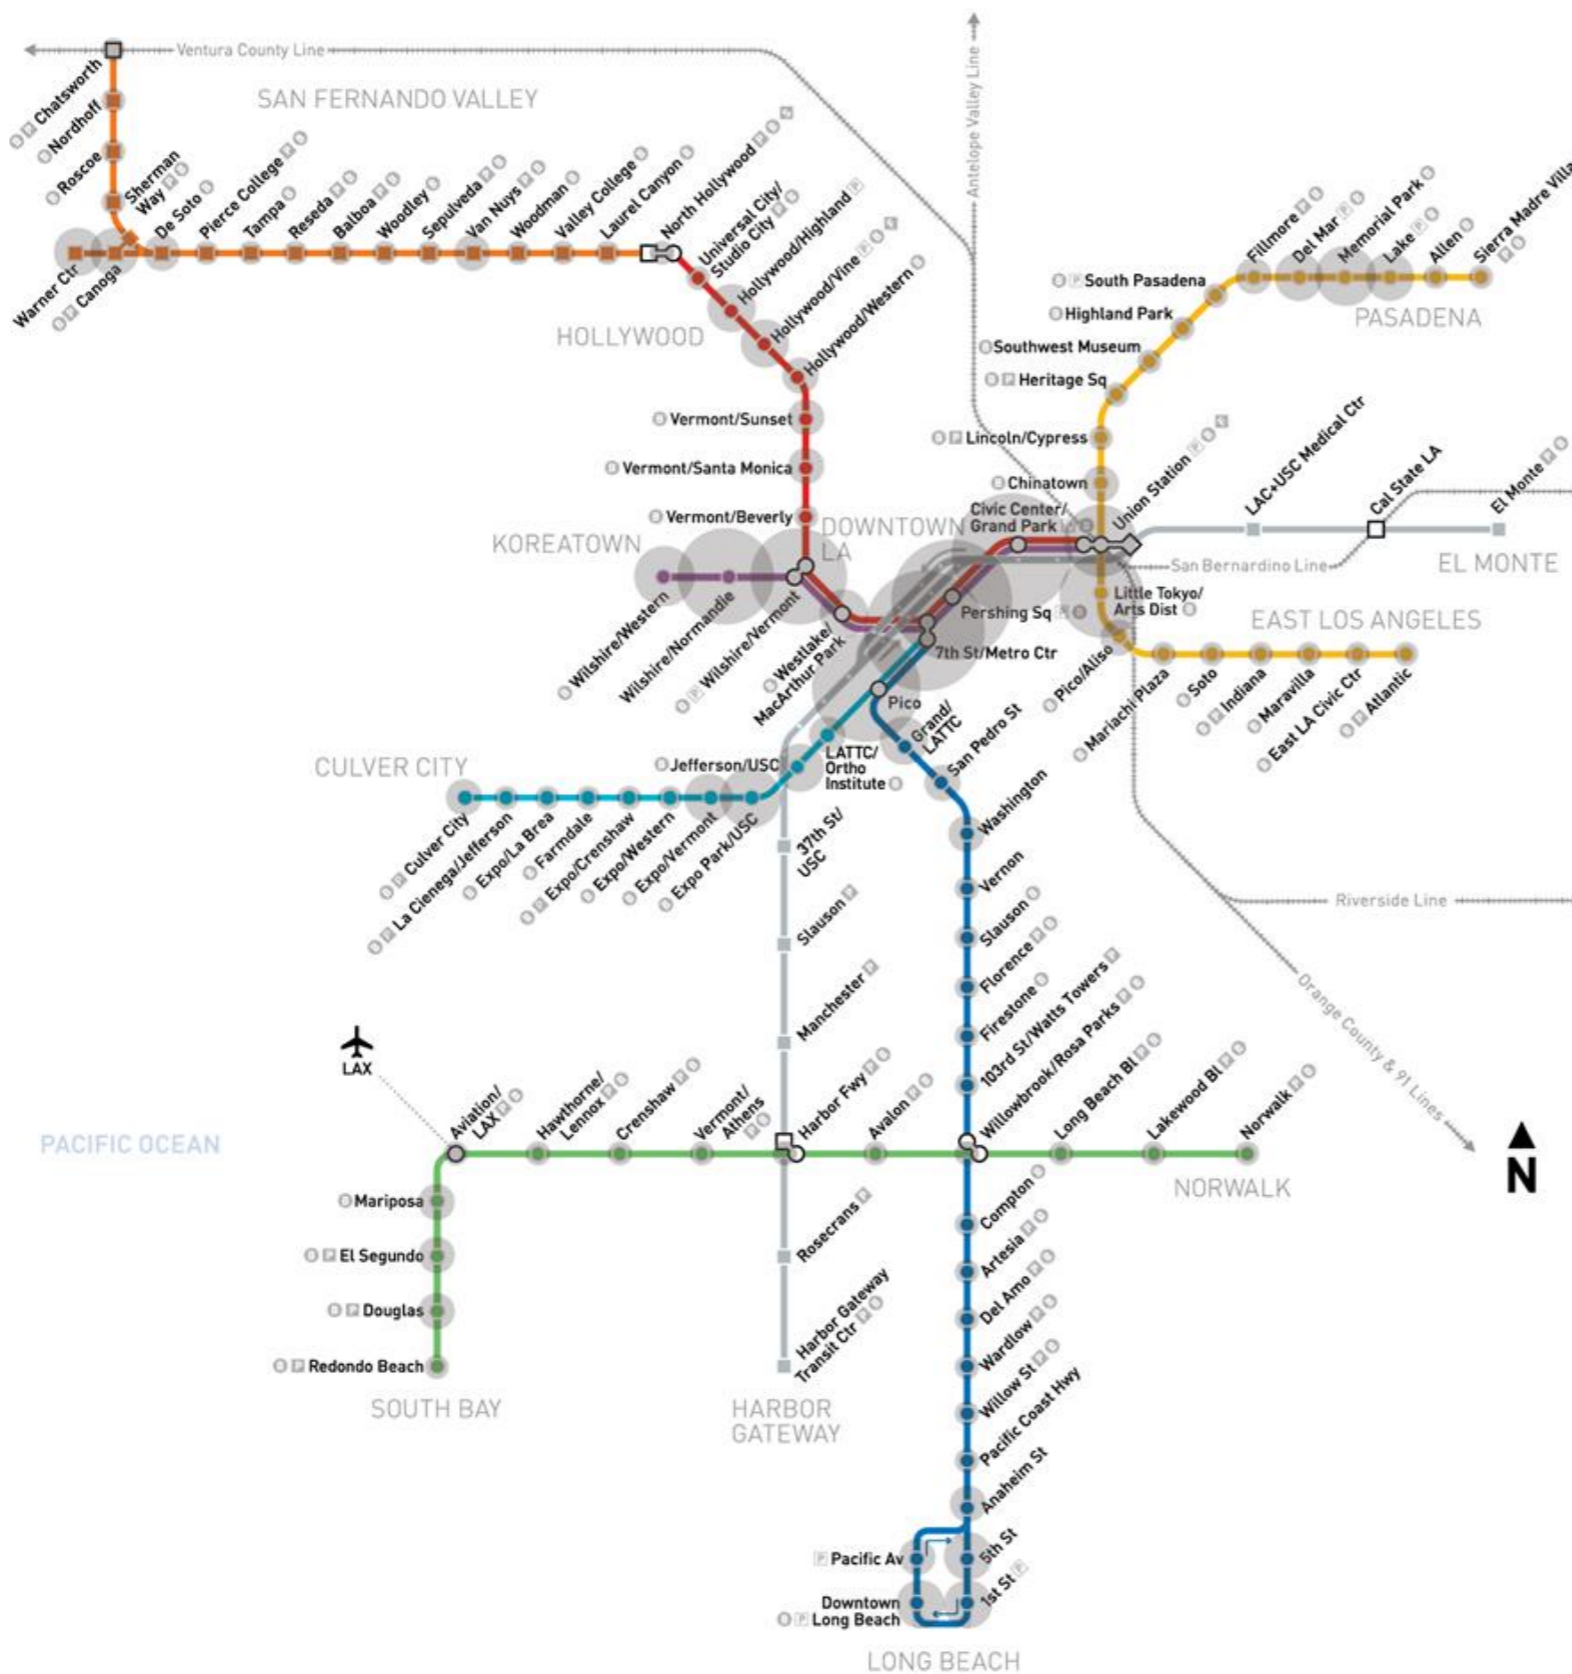 Ventura County Line
Antelope Valley Line
SAN FERNANDO VALLEY
Chatsworth
Nordhoff
Roscoe
Sherman
Way
De Soto
Pierce College
Tampa
Reseda
Balboa
Woodley
Sepulveda
Van Nuys
Woodman
Valley College
Laurel Canyon
North Hollywood
Warner Ctr
Canoga
Universal City/
Studio City
Hollywood/Highland
Hollywood/Vine
Hollywood/Western
HOLLYWOOD
Vermont/Sunset
Vermont/Santa Monica
Vermont/Beverly
KOREATOWN
DOWNTOWN
LA
Wilshire/Western
Wilshire/Normandie
Wilshire/Vermont
Westlake/
MacArthur Park
Civic Center/
Grand Park
Pershing Sq
7th St/Metro Ctr
Pico
Union Station
Fillmore
Del Mar
Memorial Park
Lake
Allen
Sierra Madre Villa
PASADENA
South Pasadena
Highland Park
Southwest Museum
Heritage Sq
Lincoln/Cypress
Chinatown
LAC+USC Medical Ctr
Cal State LA
El Monte
San Bernardino Line
EL MONTE
Little Tokyo/
Arts Dist
EAST LOS ANGELES
Pico/Aliso
Mariachi Plaza
Soto
Indiana
Maravilla
East LA Civic Ctr
Atlantic
CULVER CITY
Jefferson/USC
LATTC/
Ortho
Institute
Grand/
LATTC
San Pedro St
Washington
Culver City
La Cienega/Jefferson
Expo/La Brea
Farmdale
Expo/Crenshaw
Expo/Western
Expo/Vermont
Expo Park/USC
37th St/
USC
Slauson
Manchester
Vernon
Slauson
Florence
Firestone
103rd St/Watts Towers
Willowbrook/Rosa Parks
Riverside Line
Orange County & 91 Lines
LAX
PACIFIC OCEAN
Aviation/
LAX
Hawthorne/
Lennox
Crenshaw
Vermont/
Athens
Harbor Fwy
Avalon
Long Beach Bl
Lakewood Bl
Norwalk
NORWALK
N
Mariposa
El Segundo
Douglas
Redondo Beach
SOUTH BAY
Rosecrans
Harbor Gateway
Transit Ctr
HARBOR
GATEWAY
Compton
Artesia
Del Amo
Wardlow
Willow St
Pacific Coast Hwy
Anaheim St
5th St
1st St
Pacific Av
Downtown
Long Beach
LONG BEACH